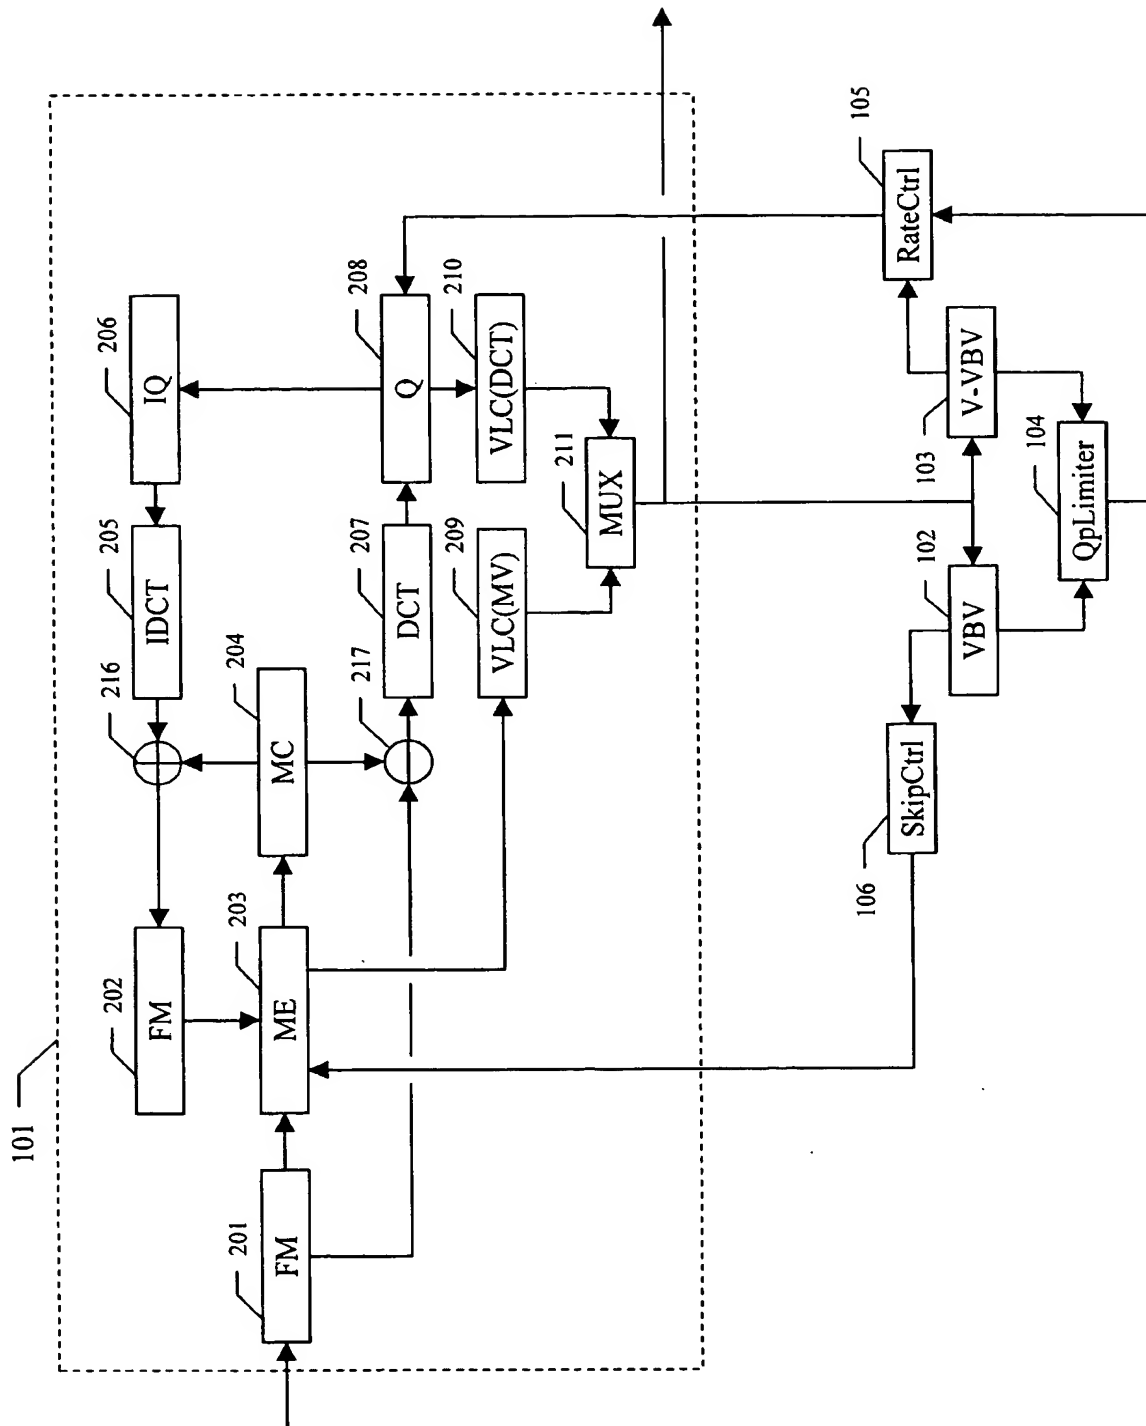 101
202
FM
216
205
IDCT
206
IQ
201
FM
203
ME
204
MC
217
207
DCT
208
Q
209
VLC(MV)
210
VLC(DCT)
211
MUX
106
SkipCtrl
102
VBV
103
V-VBV
105
RateCtrl
104
QpLimiter